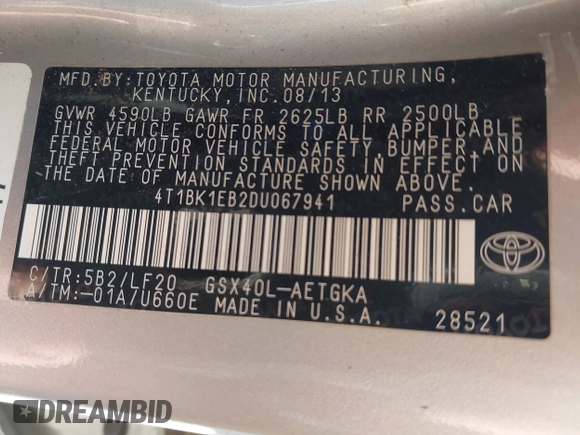 MFD. BY: TOYOTA MOTOR MANUFACTURING,
KENTUCKY, INC. 08/13
GVWR 4590LB GAWR FR 2625LB RR 2500LB
THIS VEHICLE CONFORMS TO ALL APPLICABLE
FEDERAL MOTOR VEHICLE SAFETY, BUMPER, AND
THEFT PREVENTION STANDARDS IN EFFECT ON
THE DATE OF MANUFACTURE SHOWN ABOVE.
4T1BK1EB2DU067941 PASS. CAR
C/TR: 5B2/LF20 GSX40L-AETGKA
A/TM:-01A/U660E MADE IN U.S.A.
28521
DREAMBID